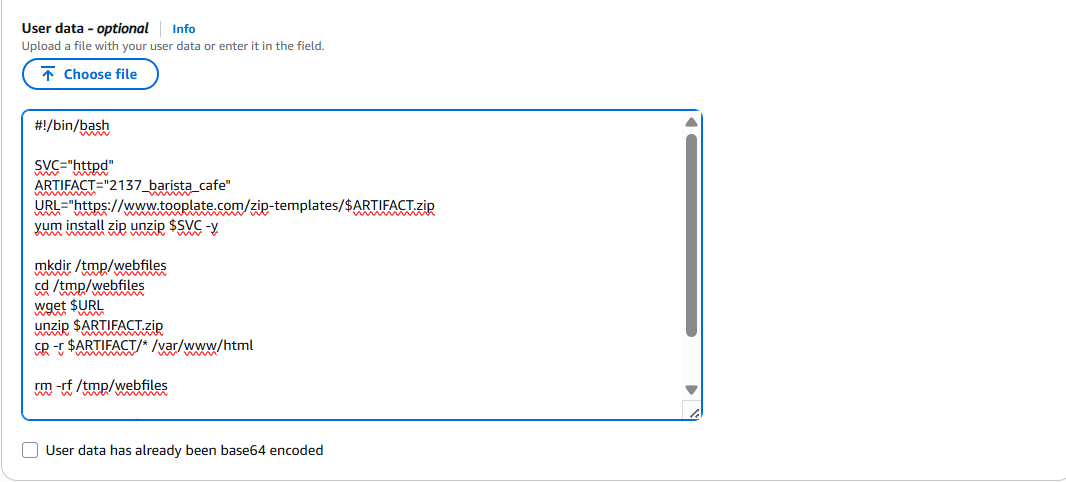 User data - optional | Info
Upload a file with your user data or enter it in the field.
Choose file
#!/bin/bash
SVC="httpd"
ARTIFACT="2137_barista_cafe"
URL="https://www.tooplate.com/zip-templates/$ARTIFACT.zip
yum install zip unzip $SVC -y
mkdir /tmp/webfiles
cd /tmp/webfiles
wget $URL
unzip $ARTIFACT.zip
cp -r $ARTIFACT/* /var/www/html
rm -rf /tmp/webfiles
User data has already been base64 encoded